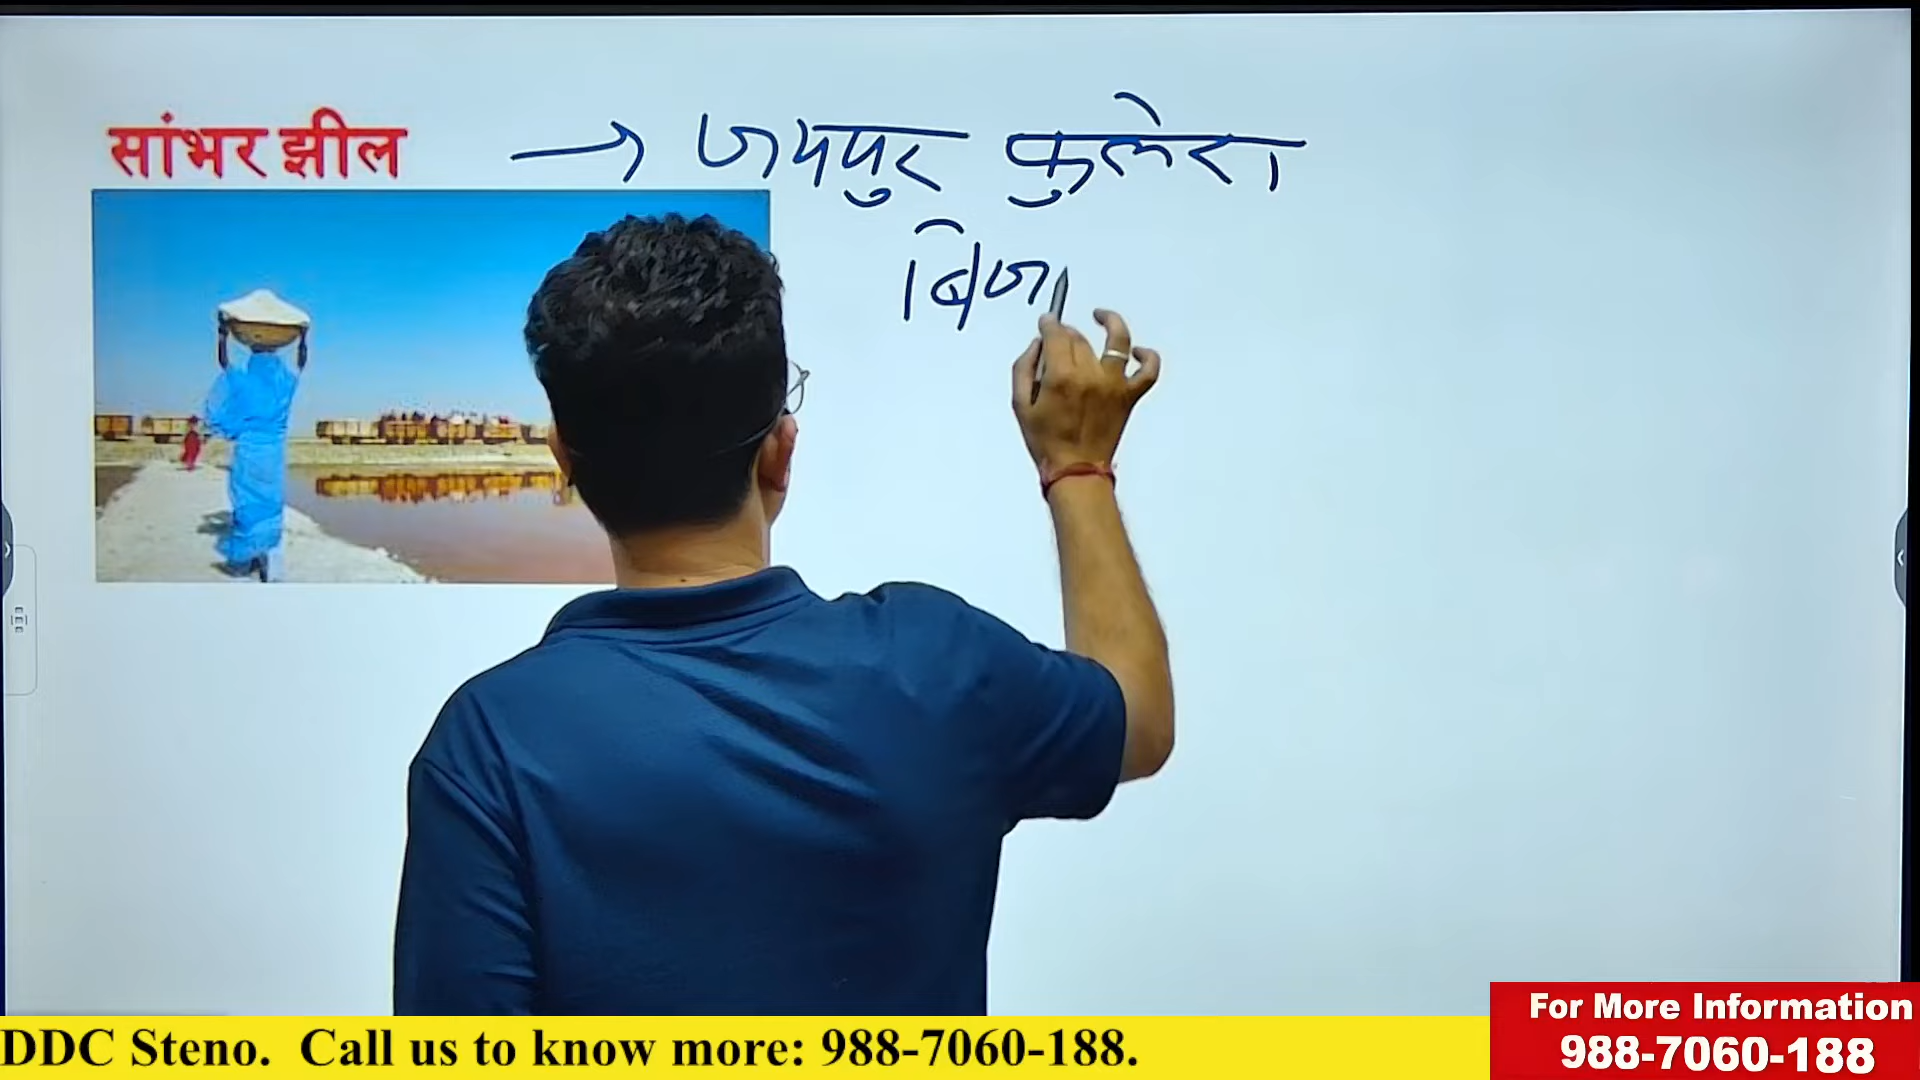 सांभर झील → जयपुर फुलेरा
बिज
DDC Steno. Call us to know more: 988-7060-188.
For More Information
988-7060-188